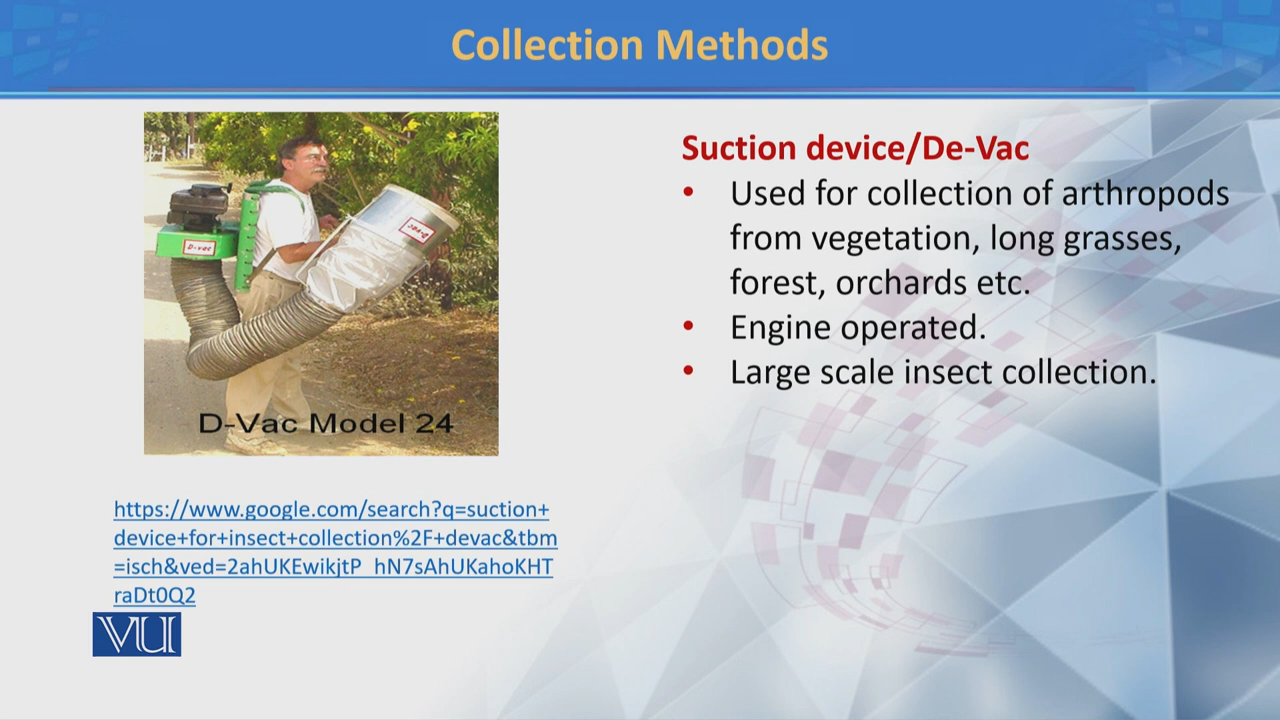 Collection Methods
D-vac
D-Vac Model 24
https://www.google.com/search?q=suction+
device+for+insect+collection%2F+devac&tbm
=isch&ved=2ahUKEwikjtP_hN7sAhUKahoKHT
raDt0Q2
VU
Suction device/De-Vac
• Used for collection of arthropods
from vegetation, long grasses,
forest, orchards etc.
• Engine operated.
• Large scale insect collection.